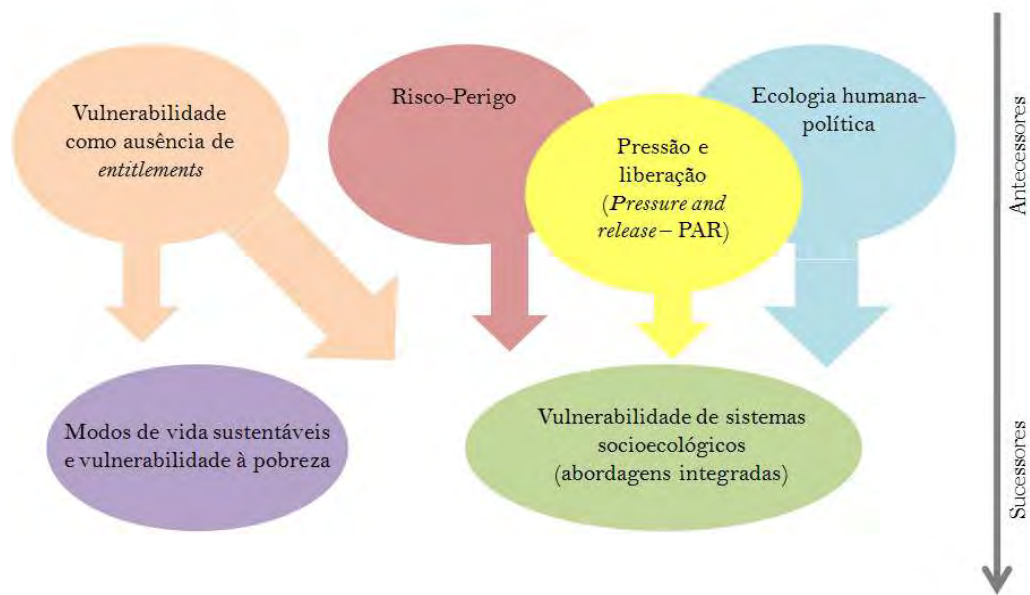 Vulnerabilidade
como ausência de
entitlements
Risco-Perigo
Pressão e
liberação
(Pressure and
release – PAR)
Ecologia humana-
política
Antecessores
Modos de vida sustentáveis
e vulnerabilidade à pobreza
Vulnerabilidade de sistemas
socioecológicos
(abordagens integradas)
Sucessores